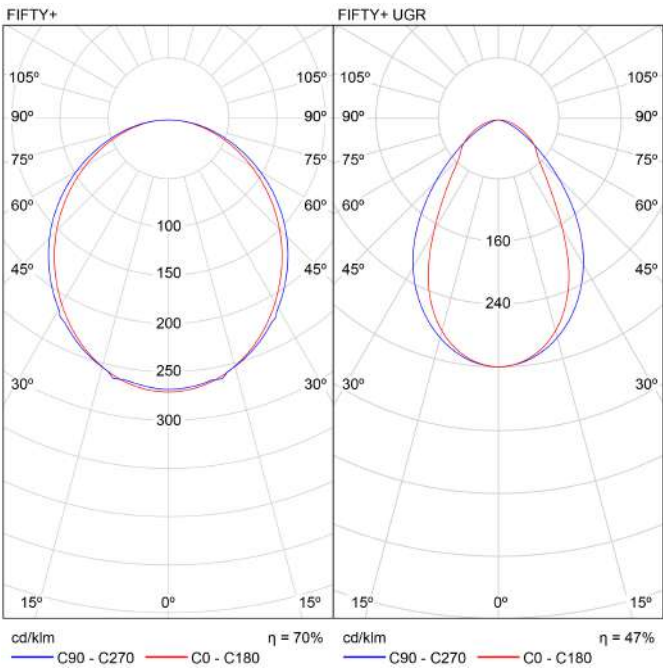 FIFTY+
FIFTY+ UGR
105º 105º 105º 105º
90º 90º 90º 90º
75º 75º 75º 75º
60º 60º 60º 60º
45º 45º 45º 45º
30º 30º 30º 30º
100
150
200
250
300
160
240
15º 0º 15º 15º 0º 15º
cd/klm η = 70%
C90 - C270 C0 - C180
cd/klm η = 47%
C90 - C270 C0 - C180